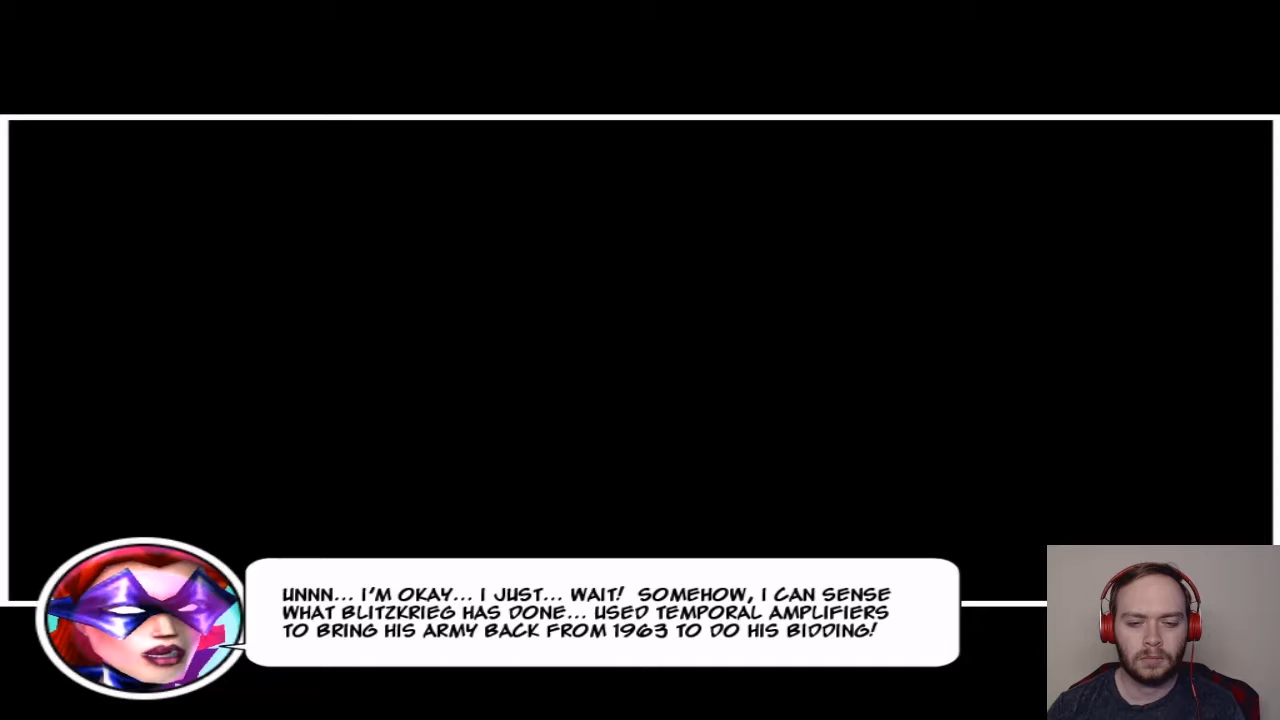 UNNN... I'M OKAY... I JUST... WAIT! SOMEHOW, I CAN SENSE
WHAT BLITZKRIEG HAS DONE... USED TEMPORAL AMPLIFIERS
TO BRING HIS ARMY BACK FROM 1963 TO DO HIS BIDDING!